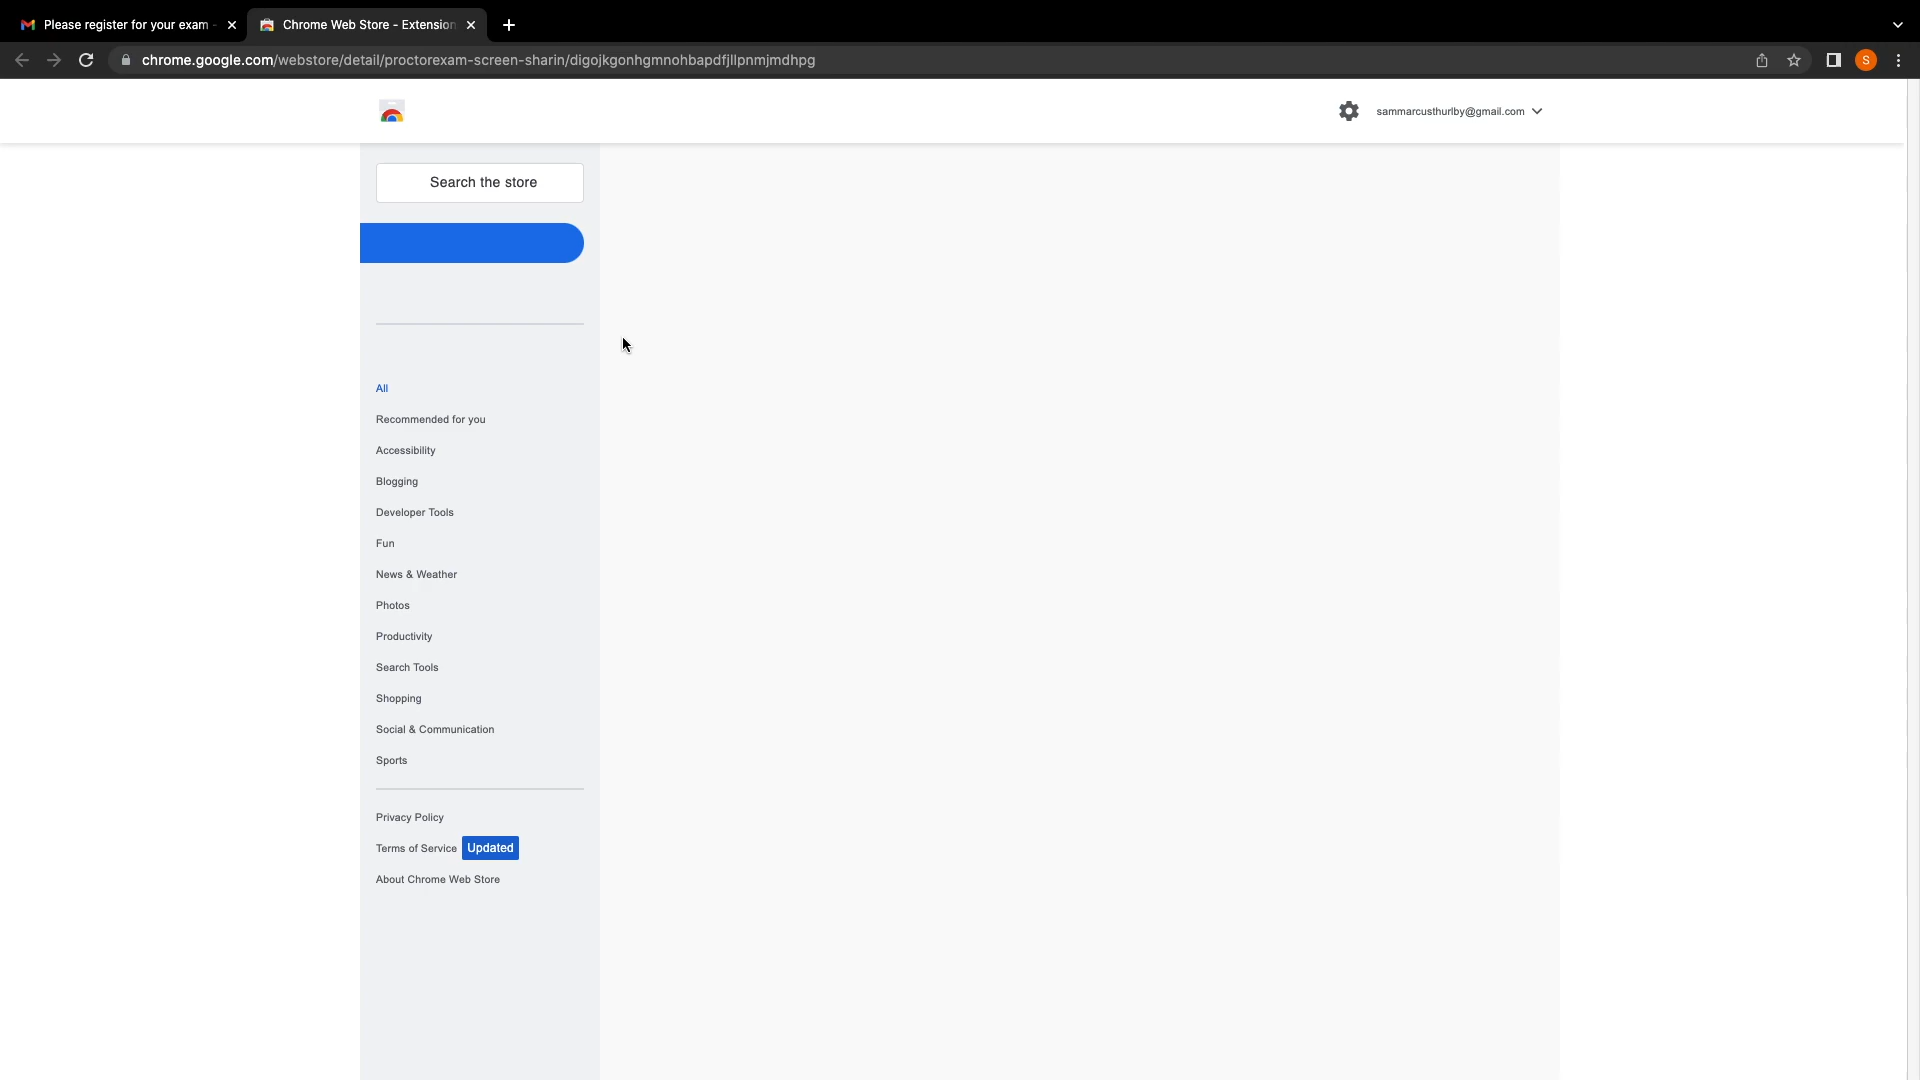 Please register for your exam -
Chrome Web Store - Extension
chrome.google.com/webstore/detail/proctorexam-screen-sharin/digojkgonhgmnohbapdfjllpnmjmdhpg
S
sammarcusthurlby@gmail.com
Search the store
All
Recommended for you
Accessibility
Blogging
Developer Tools
Fun
News & Weather
Photos
Productivity
Search Tools
Shopping
Social & Communication
Sports
Privacy Policy
Terms of Service Updated
About Chrome Web Store